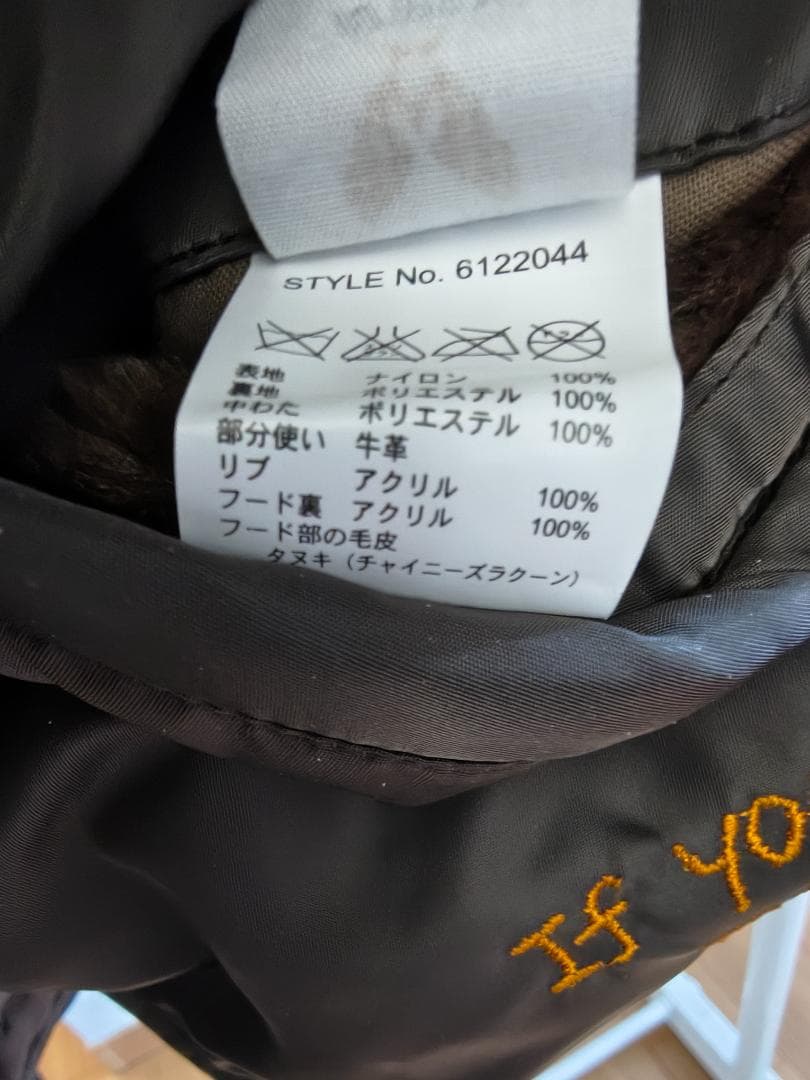 STYLE No. 6122044
表地 ナイロン 100%
裏地 ポリエステル 100%
中わた ポリエステル 100%
部分使い 牛革
リブ アクリル 100%
フード裏 アクリル 100%
フード部の毛皮
タヌキ（チャイニーズラクーン）
If yo